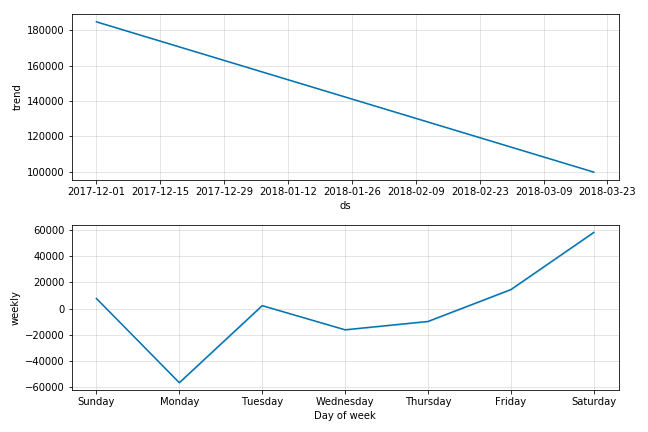 180000
160000
140000
120000
100000
trend
2017-12-01 2017-12-15 2017-12-29 2018-01-12 2018-01-26 2018-02-09 2018-02-23 2018-03-09 2018-03-23
ds
60000
40000
20000
0
−20000
−40000
−60000
weekly
Sunday Monday Tuesday Wednesday Thursday Friday Saturday
Day of week